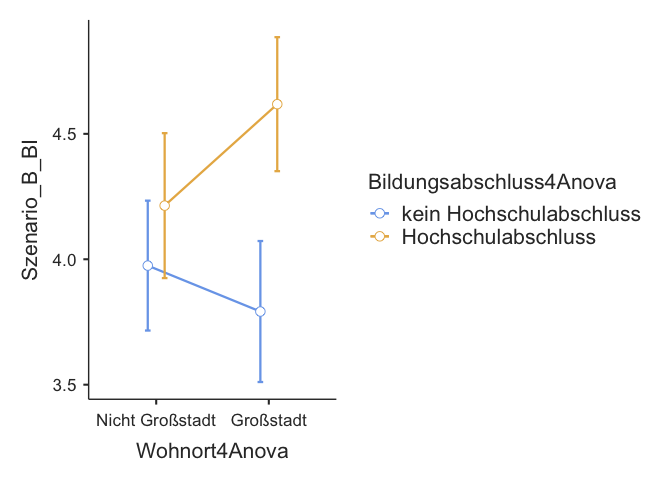 Szenario_B_BI
4.5
4.0
3.5
Nicht Großstadt Großstadt
Wohnort4Anova
Bildungsabschluss4Anova
kein Hochschulabschluss
Hochschulabschluss